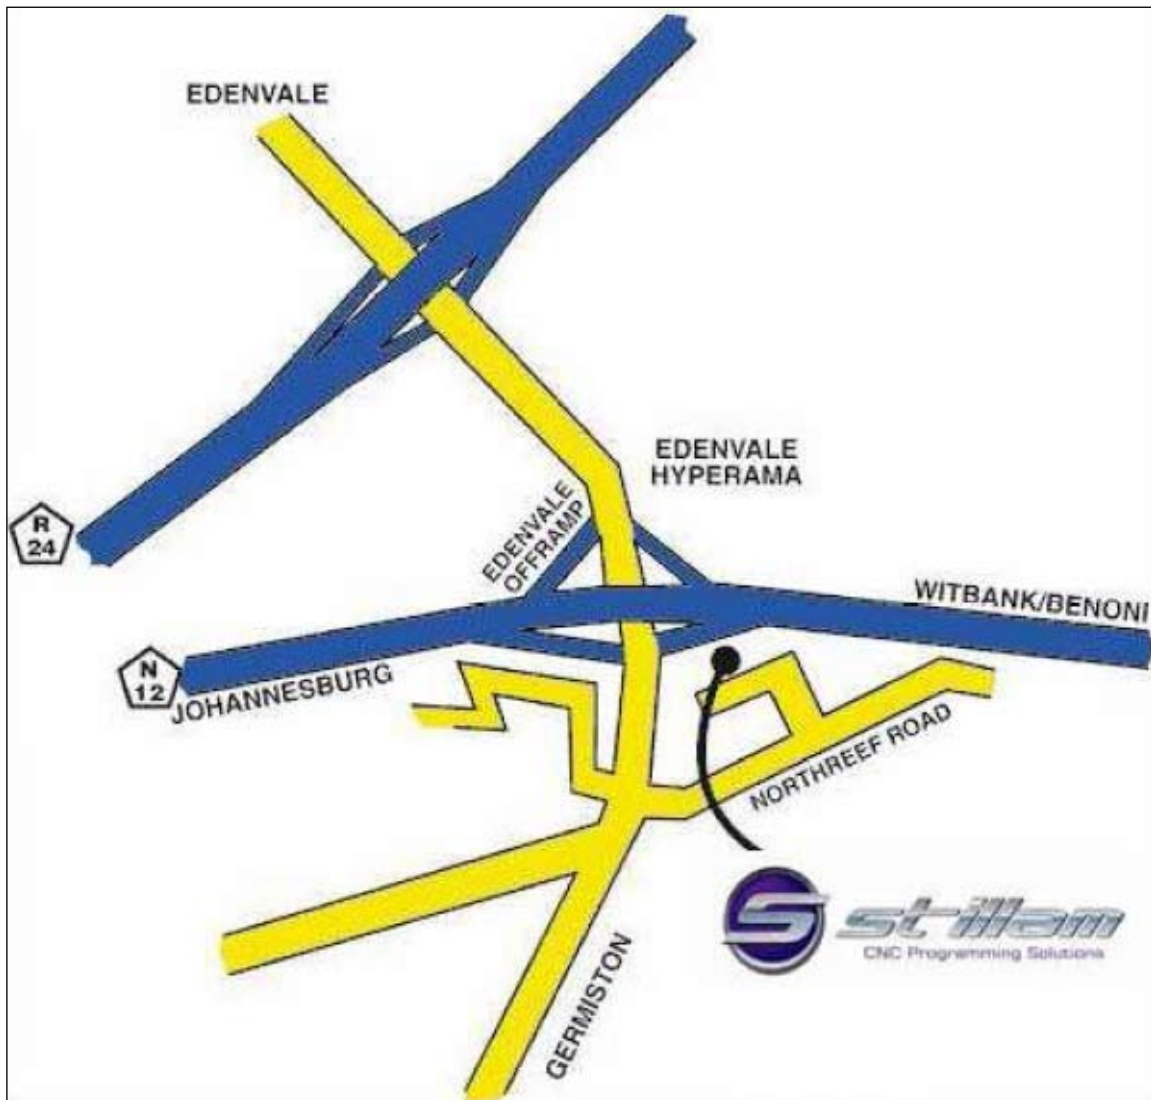 EDENVALE
EDENVALE
HYPERAMA
R
24
EDENVALE
OFFRAMP
WITBANK/BENONI
N
12
JOHANNESBURG
NORTHREEF ROAD
S
stillam
CNC Programming Solutions
GERMISTON